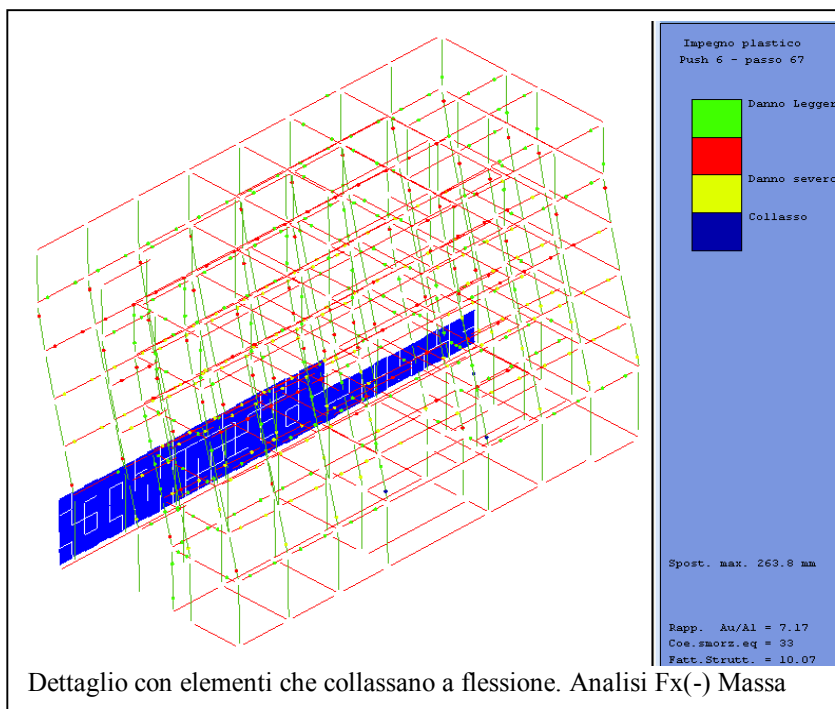 Impegno plastico
Push 6 - passo 67
Danno Legger
Danno severo
Collasso
Spost. max. 263.8 mm
Rapp. Au/Al = 7.17
Coe.smorz.eq = 33
Fatt.Strutt. = 10.07
Dettaglio con elementi che collassano a flessione. Analisi Fx(-) Massa